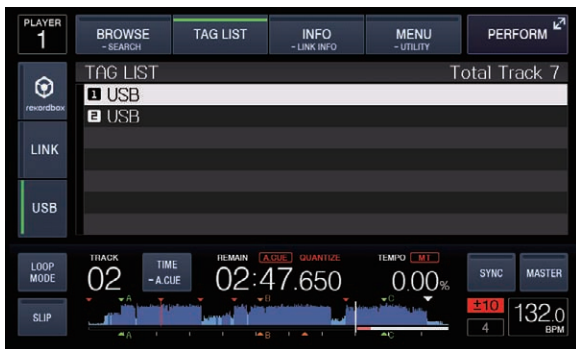 PLAYER
1
BROWSE
- SEARCH
TAG LIST
INFO
- LINK INFO
MENU
- UTILITY
PERFORM
rekordbox
LINK
USB
TAG LIST Total Track 7
1 USB
2 USB
LOOP
MODE
SLIP
TRACK
02
TIME
- A.CUE
REMAIN A.CUE QUANTIZE
02:47.650
TEMPO MT
0.00%
SYNC
MASTER
A B C
A B C
±10
4
132.0
BPM